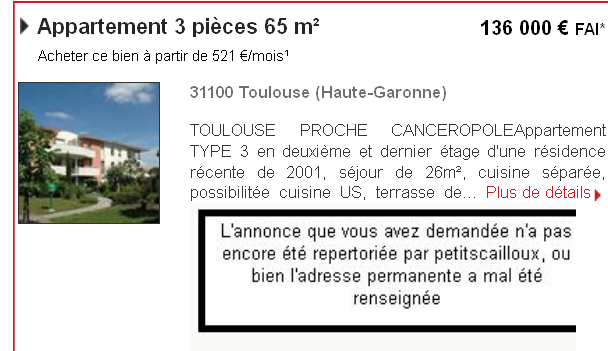 Appartement 3 pièces 65 m²
136 000 € FAI*
Acheter ce bien à partir de 521 €/mois¹
31100 Toulouse (Haute-Garonne)
TOULOUSE PROCHE CANCEROPOLEAppartement
TYPE 3 en deuxième et dernier étage d'une résidence
récente de 2001, séjour de 26m², cuisine séparée,
possibilitée cuisine US, terrasse de... Plus de détails
L'annonce que vous avez demandée n'a pas
encore été repertoriée par petitscailloux, ou
bien l'adresse permanente a mal été
renseignée